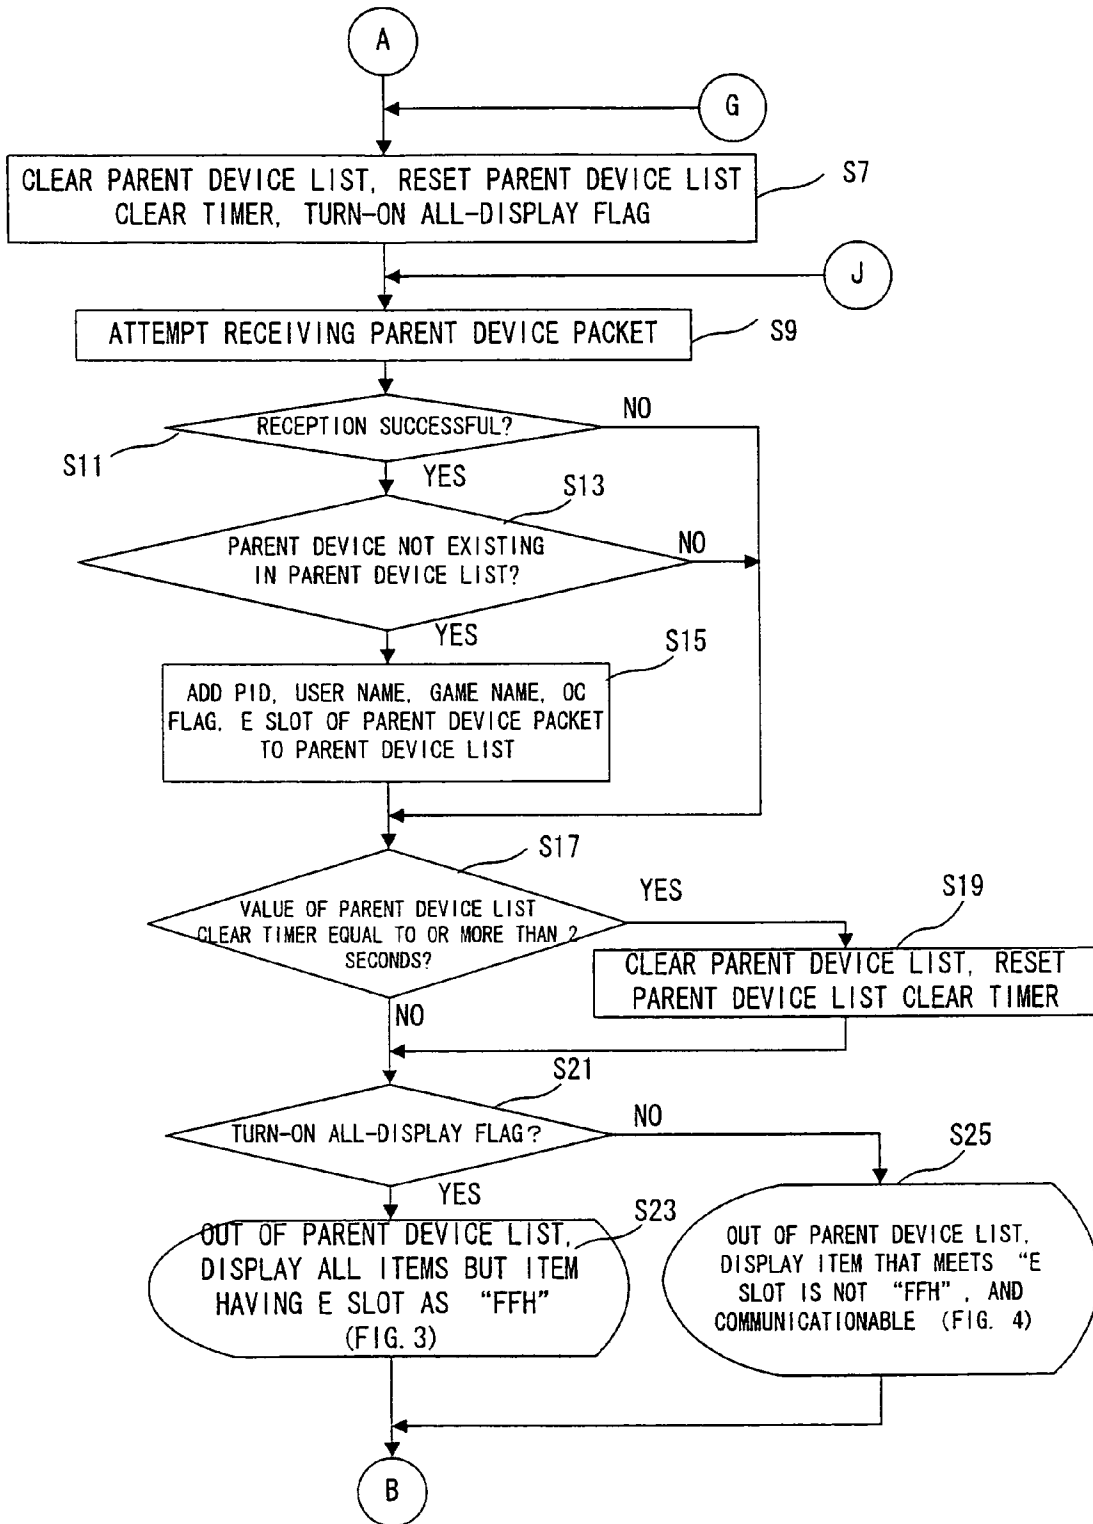 A
G
CLEAR PARENT DEVICE LIST, RESET PARENT DEVICE LIST
CLEAR TIMER, TURN-ON ALL-DISPLAY FLAG
S7
J
ATTEMPT RECEIVING PARENT DEVICE PACKET
S9
RECEPTION SUCCESSFUL?
NO
S11
YES
S13
PARENT DEVICE NOT EXISTING
IN PARENT DEVICE LIST?
NO
YES
S15
ADD PID, USER NAME, GAME NAME, OC
FLAG, E SLOT OF PARENT DEVICE PACKET
TO PARENT DEVICE LIST
S17
VALUE OF PARENT DEVICE LIST
CLEAR TIMER EQUAL TO OR MORE THAN 2
SECONDS?
YES
S19
CLEAR PARENT DEVICE LIST, RESET
PARENT DEVICE LIST CLEAR TIMER
NO
S21
TURN-ON ALL-DISPLAY FLAG?
NO
YES
S25
S23
OUT OF PARENT DEVICE LIST,
DISPLAY ALL ITEMS BUT ITEM
HAVING E SLOT AS "FFH"
(FIG. 3)
OUT OF PARENT DEVICE LIST,
DISPLAY ITEM THAT MEETS "E
SLOT IS NOT "FFH", AND
COMMUNICATIONABLE (FIG. 4)
B